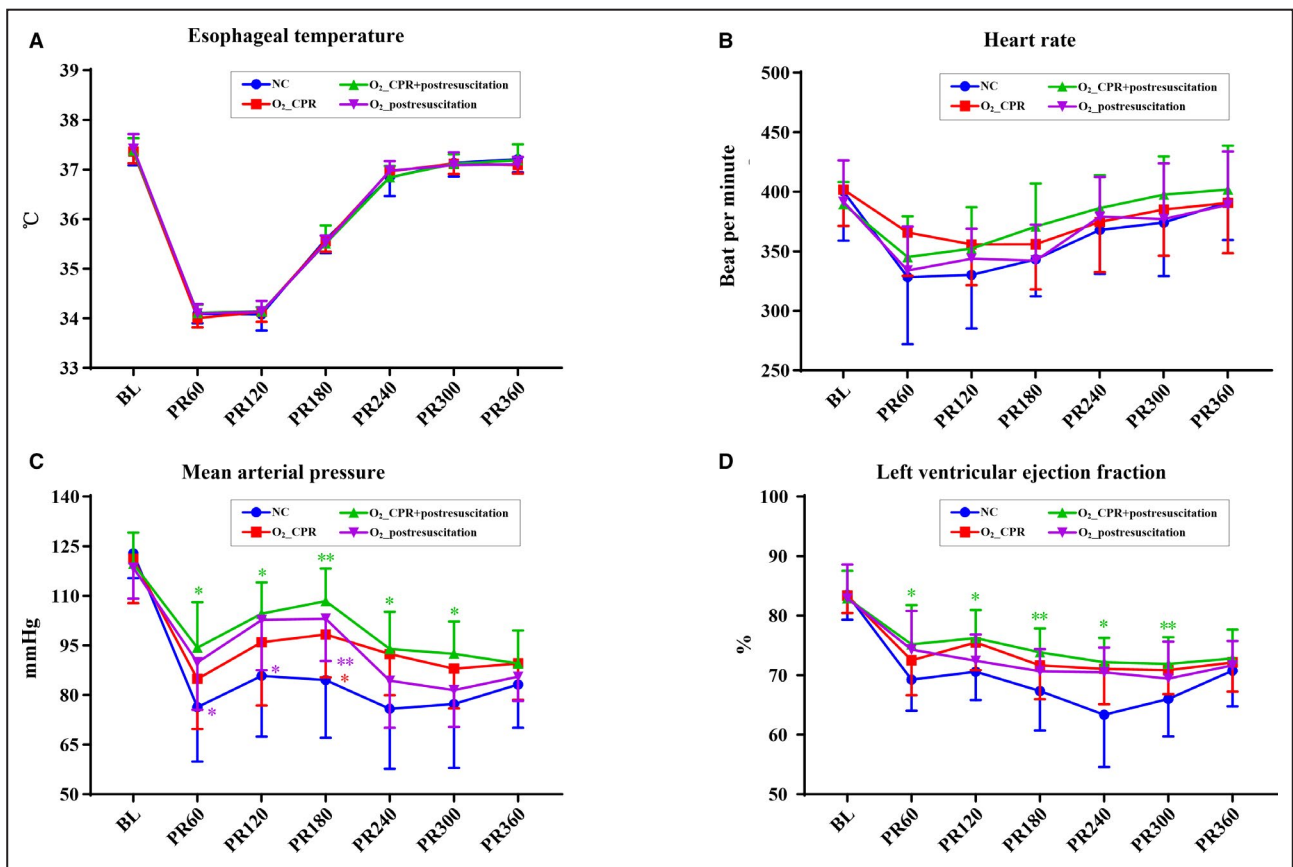 A
Esophageal temperature
NC
O₂_CPR+postresuscitation
O₂_CPR
O₂_postresuscitation
℃
39
38
37
36
35
34
33
BL
PR60
PR120
PR180
PR240
PR300
PR360
B
Heart rate
NC
O₂_CPR+postresuscitation
O₂_CPR
O₂_postresuscitation
Beat per minute
500
450
400
350
300
250
BL
PR60
PR120
PR180
PR240
PR300
PR360
C
Mean arterial pressure
NC
O₂_CPR+postresuscitation
O₂_CPR
O₂_postresuscitation
mmHg
140
125
110
95
80
65
50
*
*
**
*
*
*
*
**
*
BL
PR60
PR120
PR180
PR240
PR300
PR360
D
Left ventricular ejection fraction
NC
O₂_CPR+postresuscitation
O₂_CPR
O₂_postresuscitation
%
100
90
80
70
60
50
*
*
**
*
**
BL
PR60
PR120
PR180
PR240
PR300
PR360